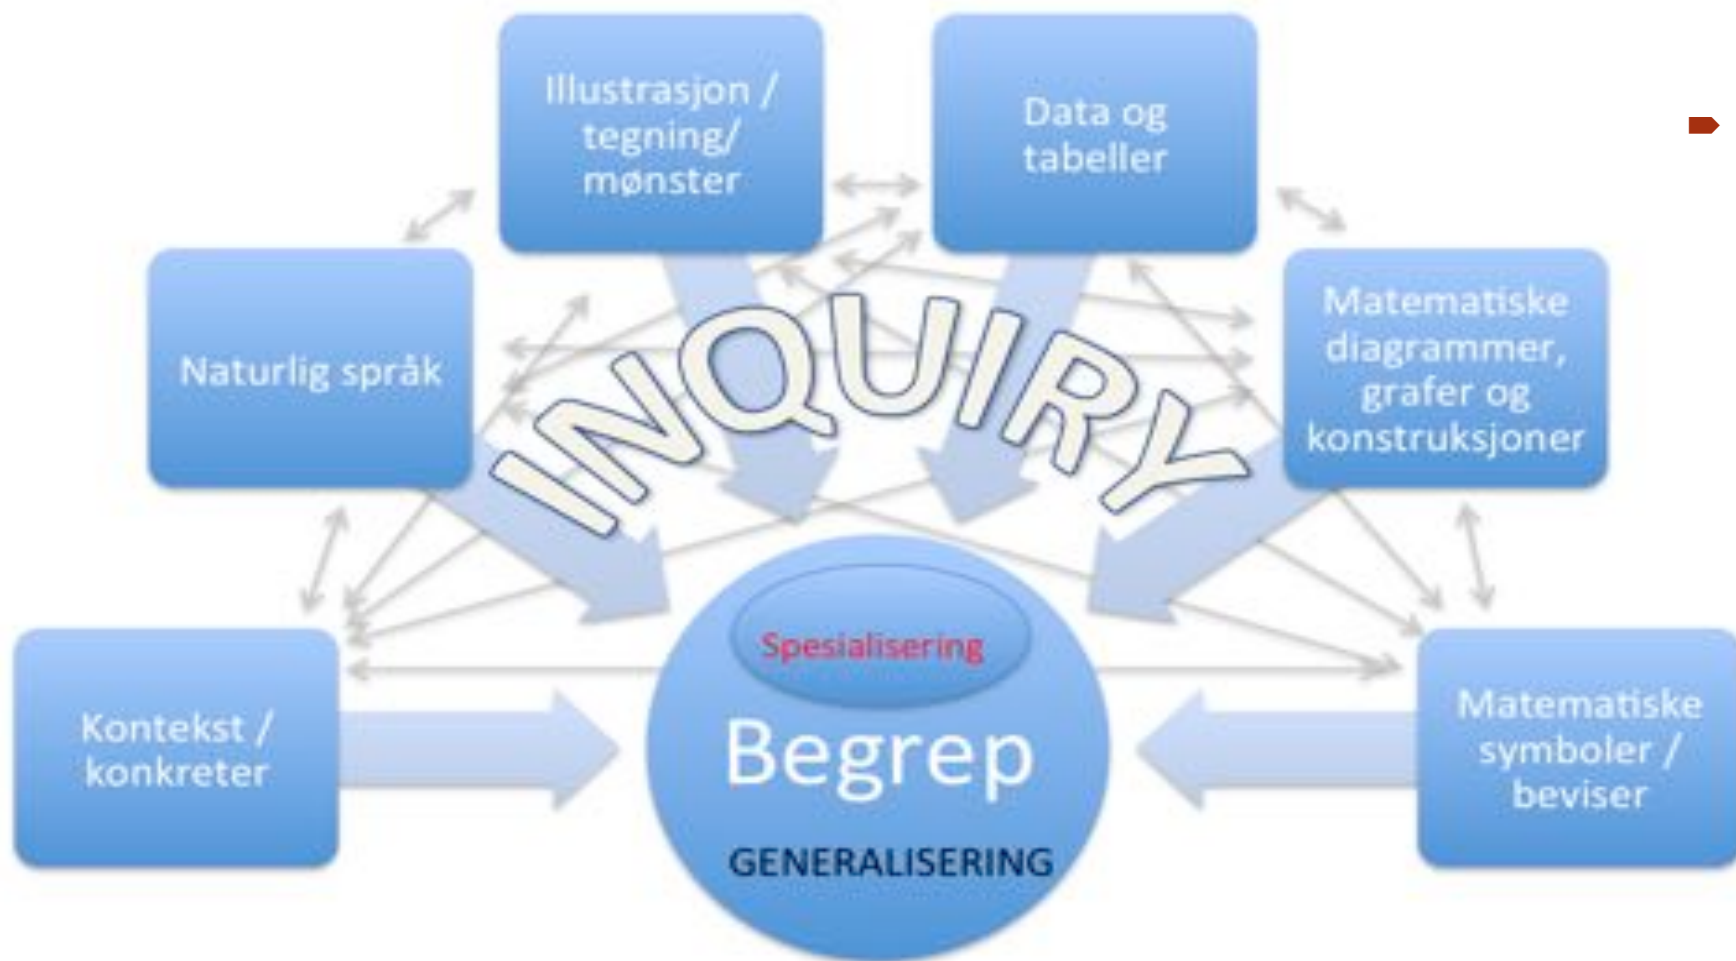 Illustrasjon /
tegning/
mønster
Data og
tabeller
Naturlig språk
Matematiske
diagrammer,
grafer og
konstruksjoner
INQUIRY
Kontekst /
konkreter
Spesialisering
Begrep
GENERALISERING
Matematiske
symboler /
beviser